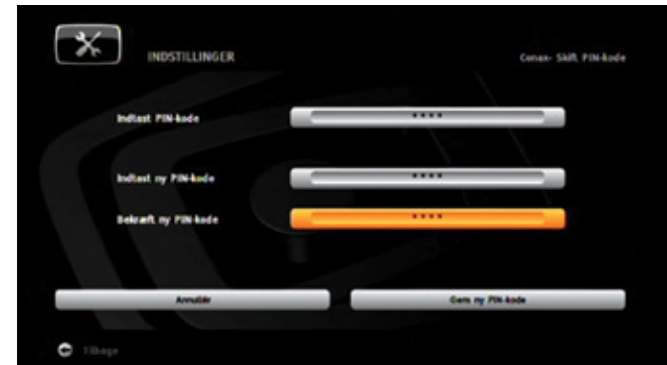 INDSTILLINGER
Conax- Skift PIN-kode
Indtast PIN-kode
****
Indtast ny PIN-kode
****
Bekræft ny PIN-kode
****
Annullér
Gem ny PIN-kode
Tilbage